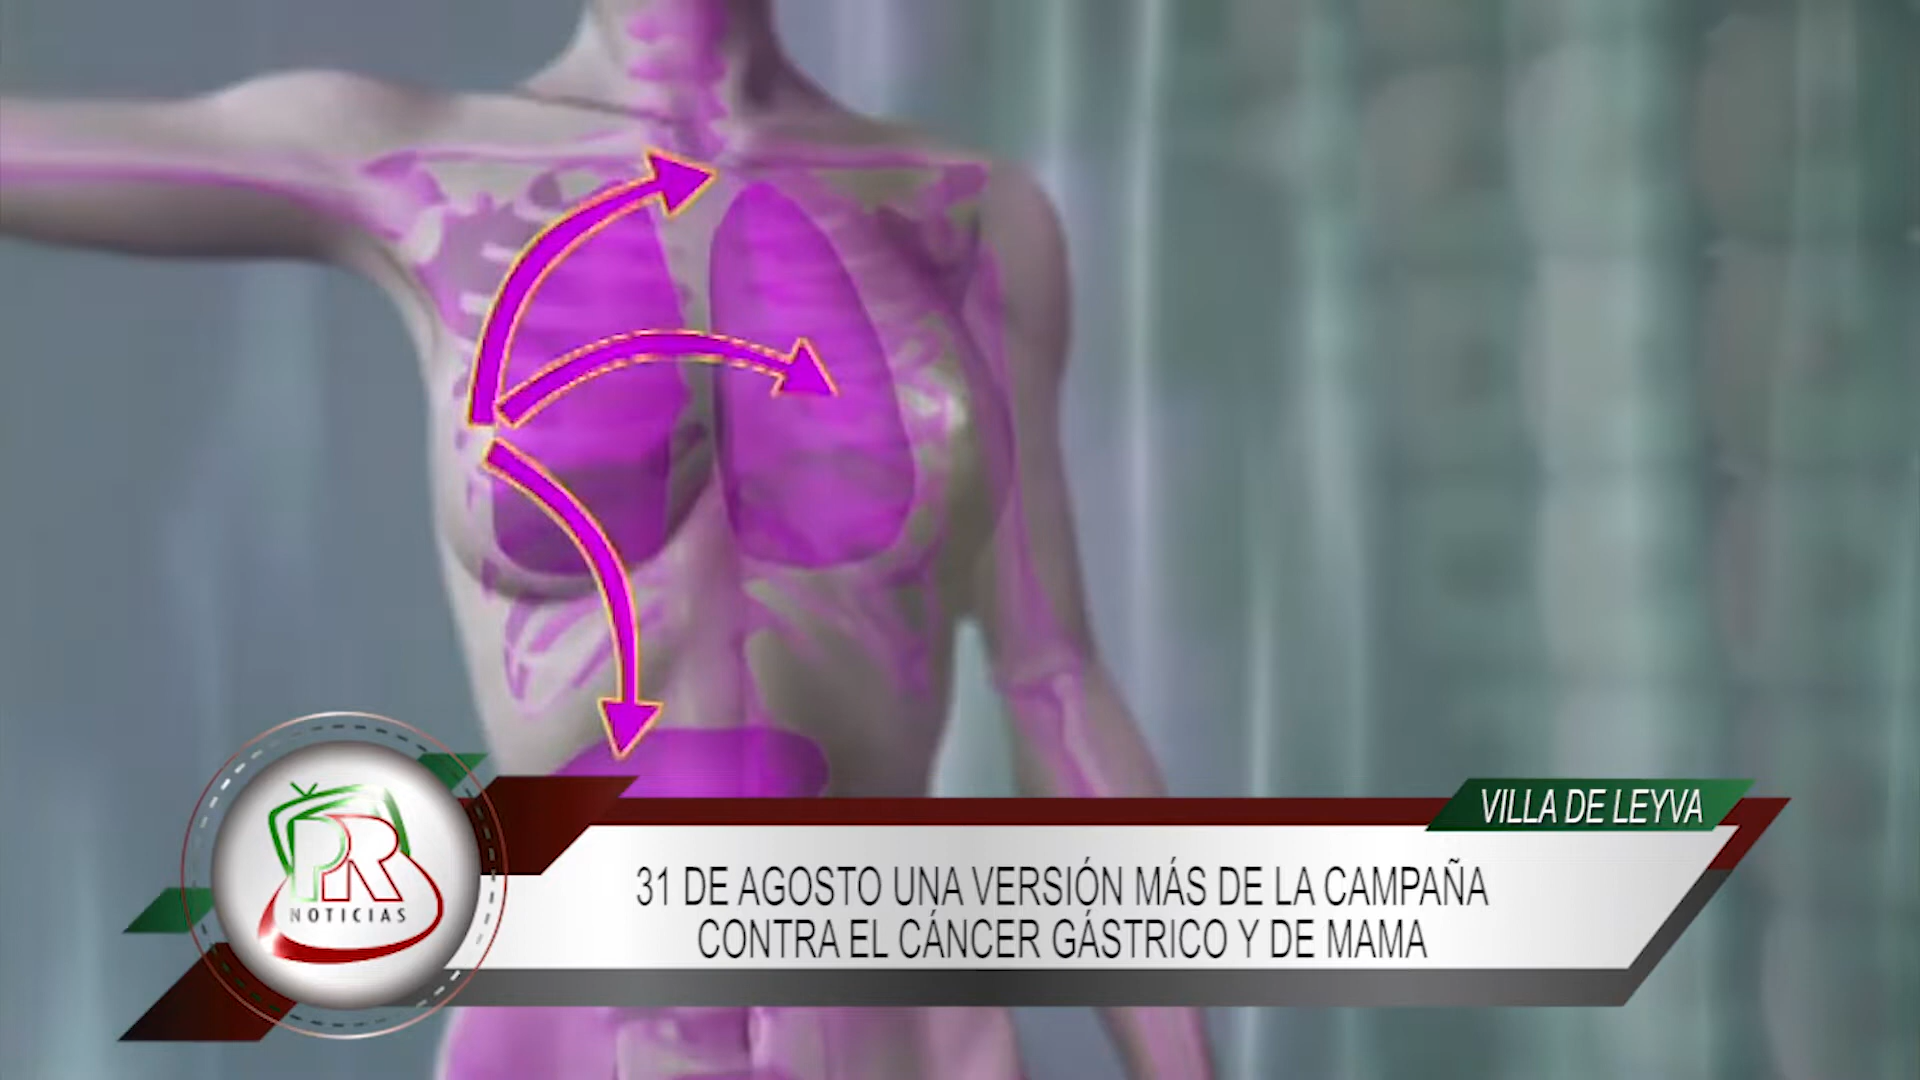 VILLA DE LEYVA
31 DE AGOSTO UNA VERSIÓN MÁS DE LA CAMPAÑA
CONTRA EL CÁNCER GÁSTRICO Y DE MAMA
PR
NOTICIAS